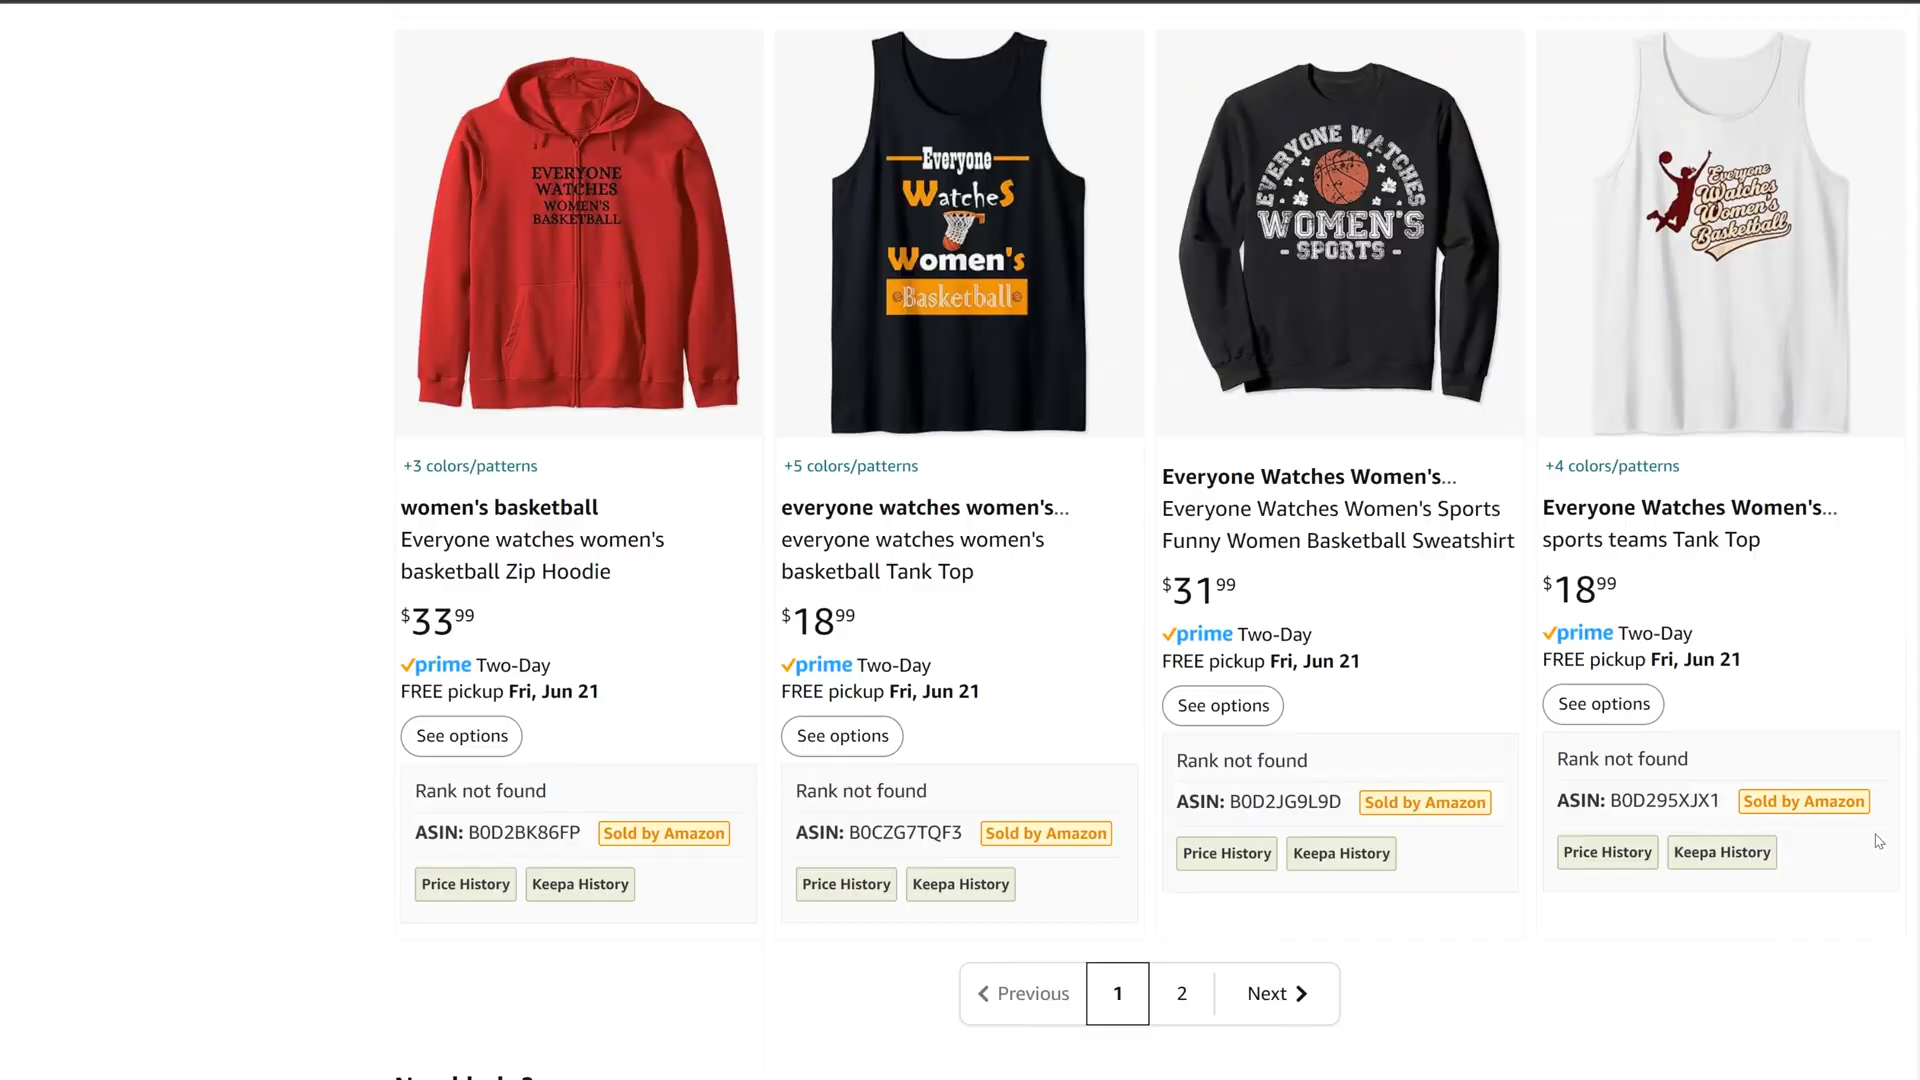 EVERYONE
WATCHES
WOMEN'S
BASKETBALL
+3 colors/patterns
women's basketball
Everyone watches women's
basketball Zip Hoodie
$33 99
prime Two-Day
FREE pickup Fri, Jun 21
See options
Rank not found
ASIN: B0D2BK86FP Sold by Amazon
Price History Keepa History
Everyone
WatcheS
Women's
Basketball
+5 colors/patterns
everyone watches women's...
everyone watches women's
basketball Tank Top
$18 99
prime Two-Day
FREE pickup Fri, Jun 21
See options
Rank not found
ASIN: B0CZG7TQF3 Sold by Amazon
Price History Keepa History
EVERYONE WATCHES
WOMEN'S
- SPORTS -
Everyone Watches Women's...
Everyone Watches Women's Sports
Funny Women Basketball Sweatshirt
$31 99
prime Two-Day
FREE pickup Fri, Jun 21
See options
Rank not found
ASIN: B0D2JG9L9D Sold by Amazon
Price History Keepa History
Everyone
Watches
Women's
Basketball
+4 colors/patterns
Everyone Watches Women's...
sports teams Tank Top
$18 99
prime Two-Day
FREE pickup Fri, Jun 21
See options
Rank not found
ASIN: B0D295XJX1 Sold by Amazon
Price History Keepa History
Previous 1 2 Next